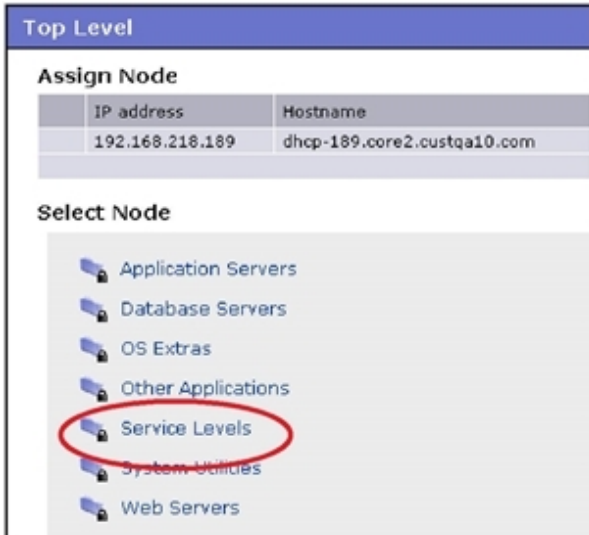 Top Level
Assign Node
IP address Hostname
192.168.218.189 dhcp-189.core2.custqa10.com
Select Node
Application Servers
Database Servers
OS Extras
Other Applications
Service Levels
System Utilities
Web Servers